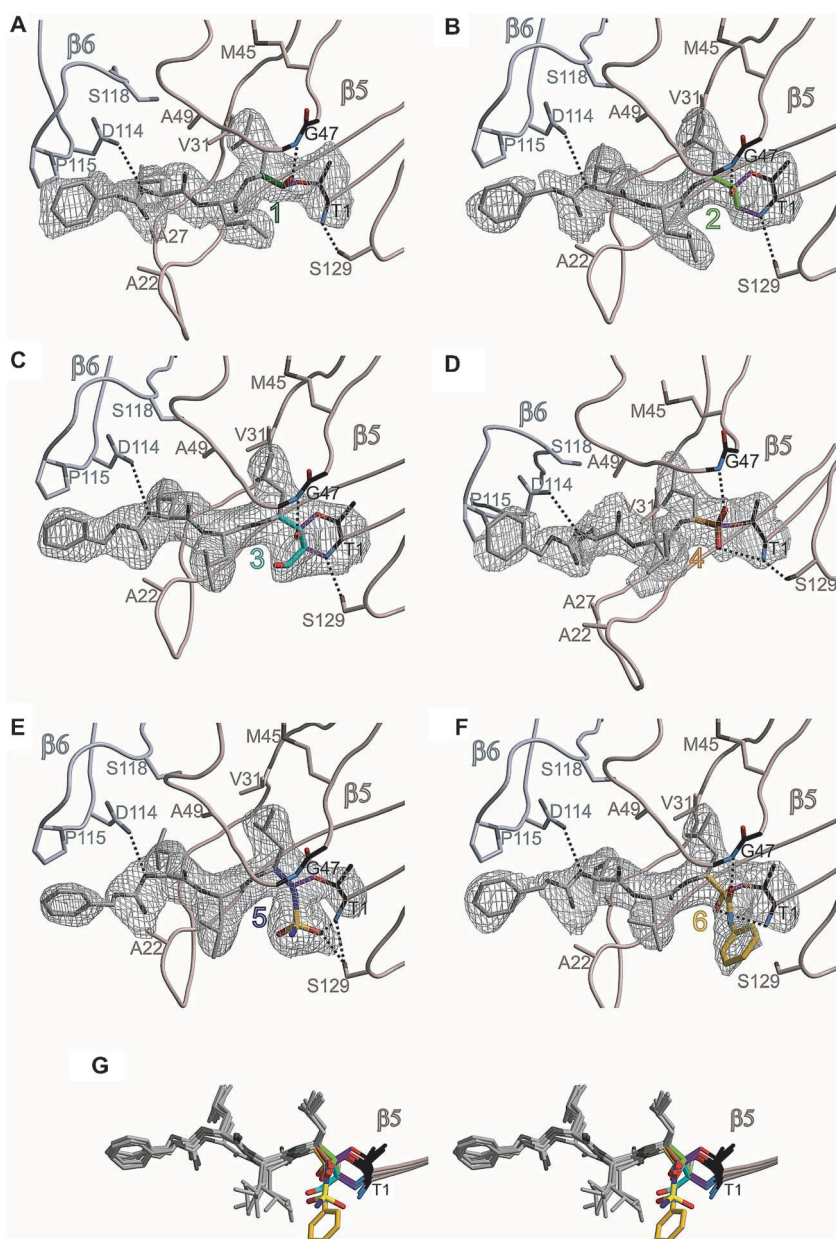 A
β6
M45
β5
S118
A49
V31
D114
G47
P115
1
T1
A27
A22
S129
B
β6
M45
β5
S118
A49
V31
D114
G47
P115
2
T1
A22
S129
C
β6
M45
β5
S118
V31
D114
A49
P115
G47
3
T1
A22
S129
D
β6
M45
β5
S118
A49
G47
D114
P115
V31
4
T1
A27
S129
A22
E
β6
M45
S118
V31
β5
D114
A49
P115
G47
5
T1
A22
S129
F
β6
M45
S118
V31
β5
D114
A49
P115
G47
6
T1
A22
S129
G
β5
T1
β5
T1